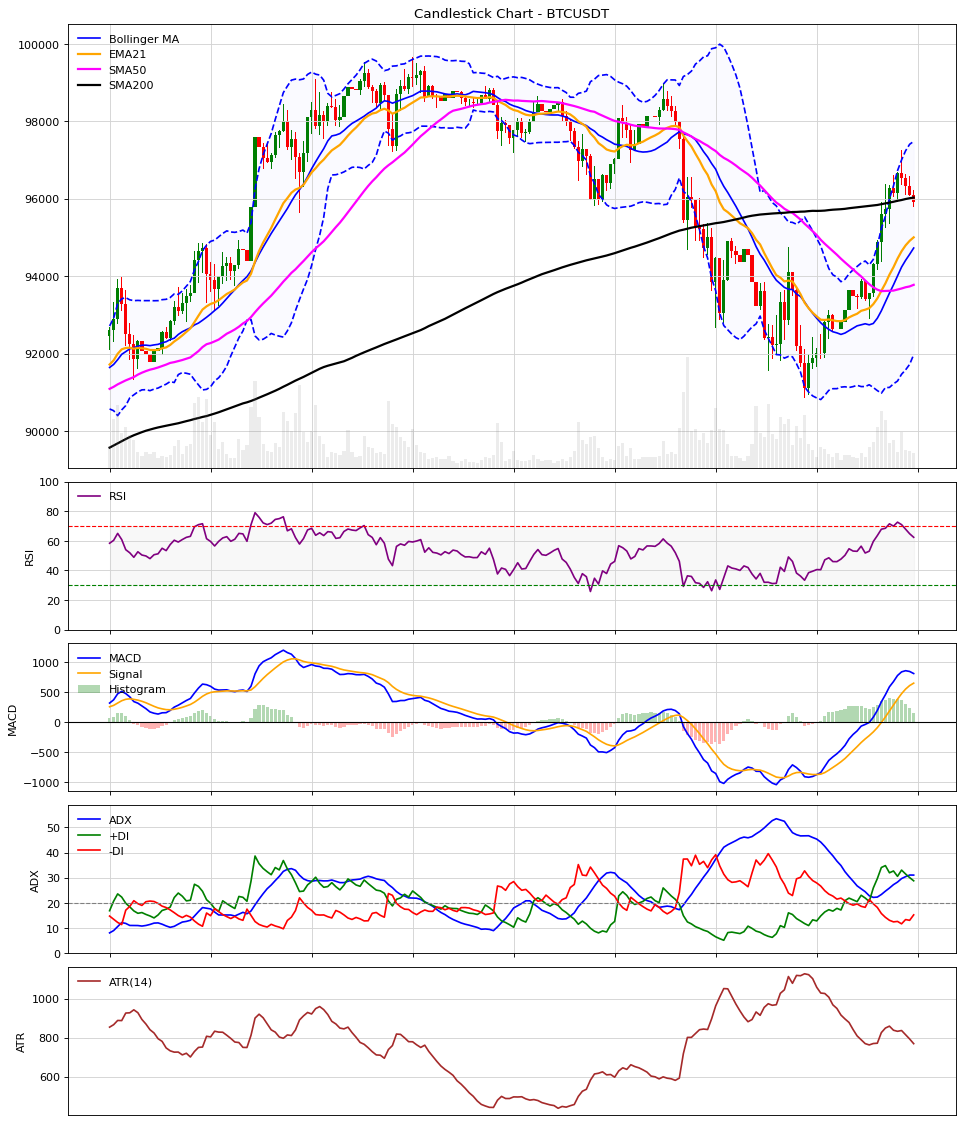 Candlestick Chart - BTCUSDT
Bollinger MA
EMA21
SMA50
SMA200
100000
98000
96000
94000
92000
90000
RSI
RSI
100
80
60
40
20
0
MACD
Signal
Histogram
MACD
1000
500
0
−500
−1000
ADX
+DI
-DI
ADX
50
40
30
20
10
0
ATR(14)
ATR
1000
800
600